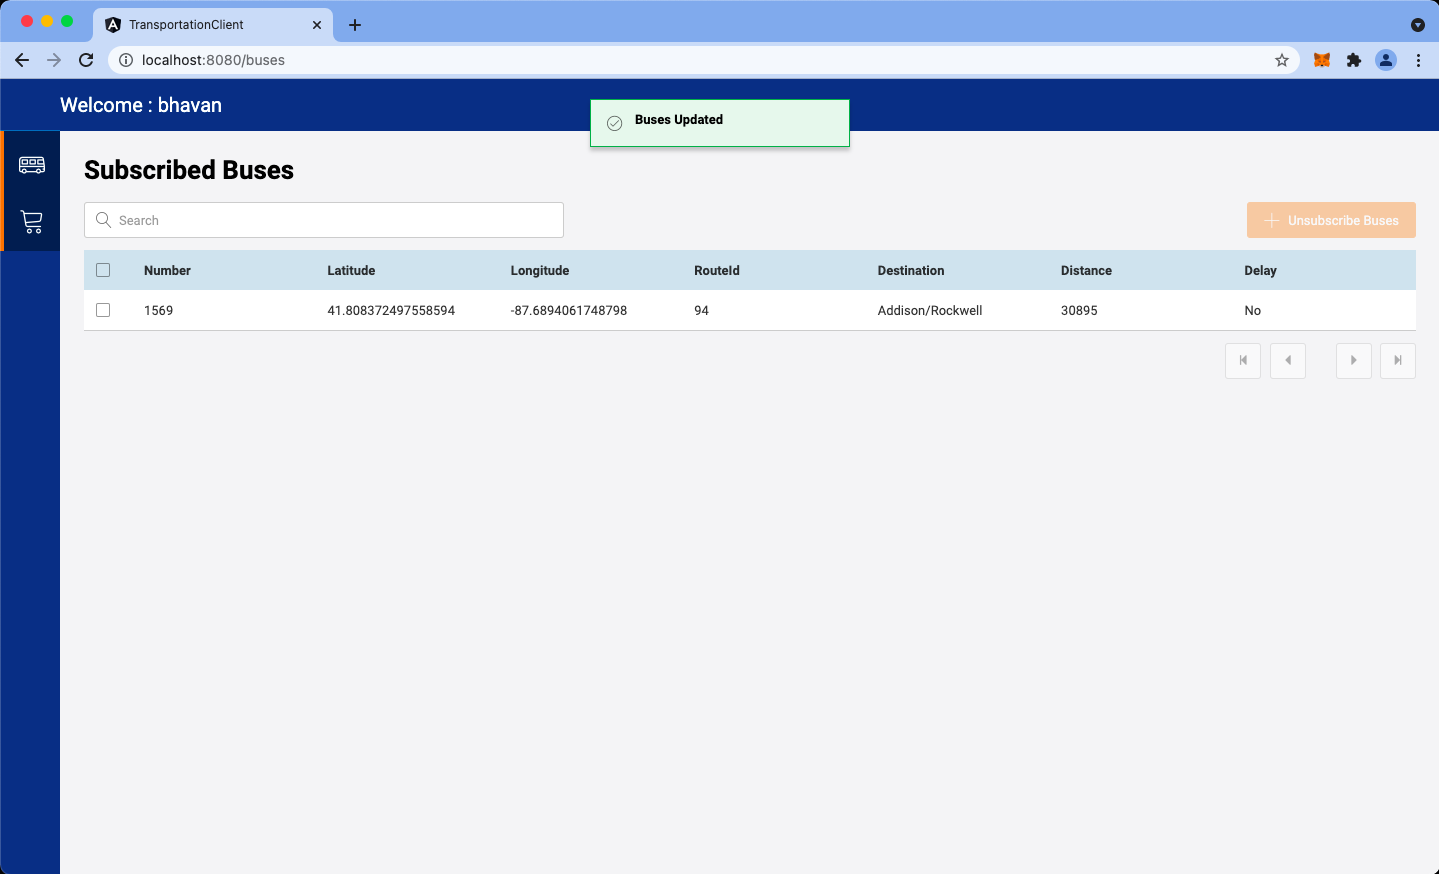 TransportationClient
localhost:8080/buses
Welcome : bhavan
Buses Updated
Subscribed Buses
Search
Unsubscribe Buses
Number Latitude Longitude RouteId Destination Distance Delay
1569 41.808372497558594 -87.6894061748798 94 Addison/Rockwell 30895 No